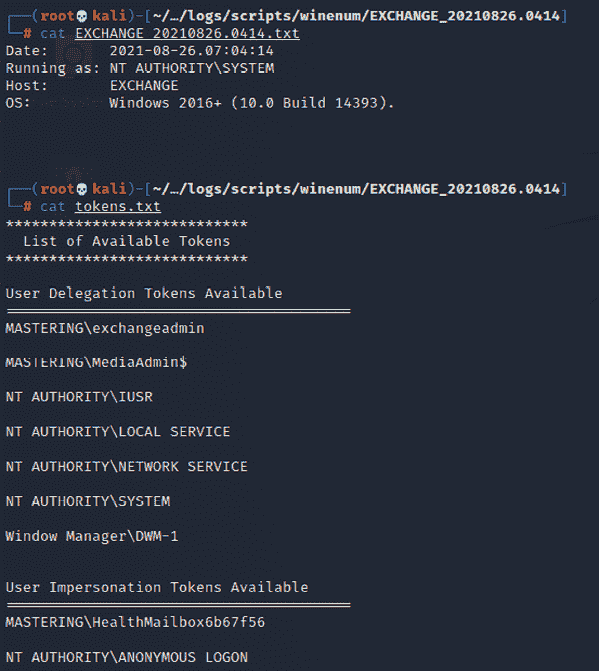 ┌──(root💀kali)-[~/…/logs/scripts/winenum/EXCHANGE_20210826.0414]
└─# cat EXCHANGE_20210826.0414.txt
Date:       2021-08-26.07:04:14
Running as: NT AUTHORITY\SYSTEM
Host:       EXCHANGE
OS:         Windows 2016+ (10.0 Build 14393).
┌──(root💀kali)-[~/…/logs/scripts/winenum/EXCHANGE_20210826.0414]
└─# cat tokens.txt
****************************
  List of Available Tokens
****************************
User Delegation Tokens Available
========================================
MASTERING\exchangeadmin
MASTERING\MediaAdmin$
NT AUTHORITY\IUSR
NT AUTHORITY\LOCAL SERVICE
NT AUTHORITY\NETWORK SERVICE
NT AUTHORITY\SYSTEM
Window Manager\DWM-1
User Impersonation Tokens Available
========================================
MASTERING\HealthMailbox6b67f56
NT AUTHORITY\ANONYMOUS LOGON